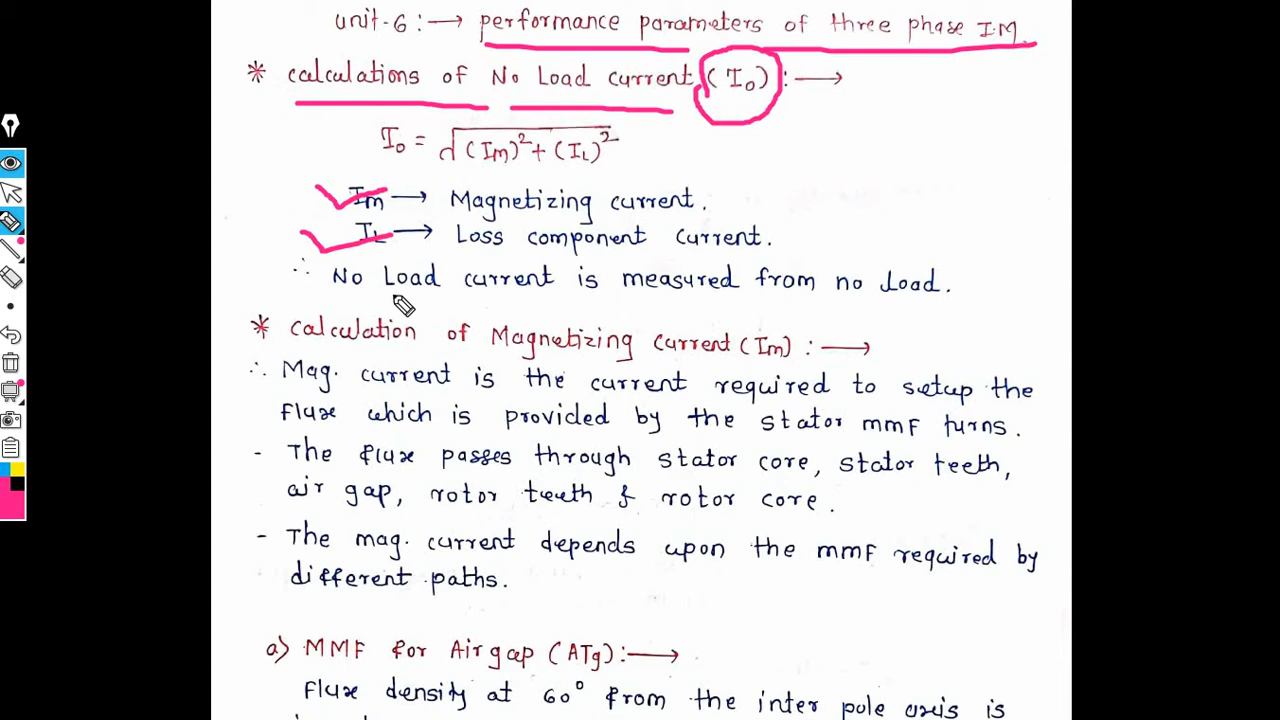 unit-6 :→ performance parameters of three phase I.M.
* calculations of No Load current (I₀) :→
I₀ = √(Im)² + (IL)²
Im → Magnetizing current.
IL → Loss component current.
∴ No Load current is measured from no load.
* calculation of Magnetizing current (Im) :→
∴ Mag. current is the current required to setup the
flux which is provided by the stator mmf turns.
- The flux passes through stator core, stator teeth,
air gap, rotor teeth & rotor core.
- The mag. current depends upon the mmf required by
different paths.
a) MMF for Air gap (ATg) :→
Flux density at 60° from the inter pole axis is